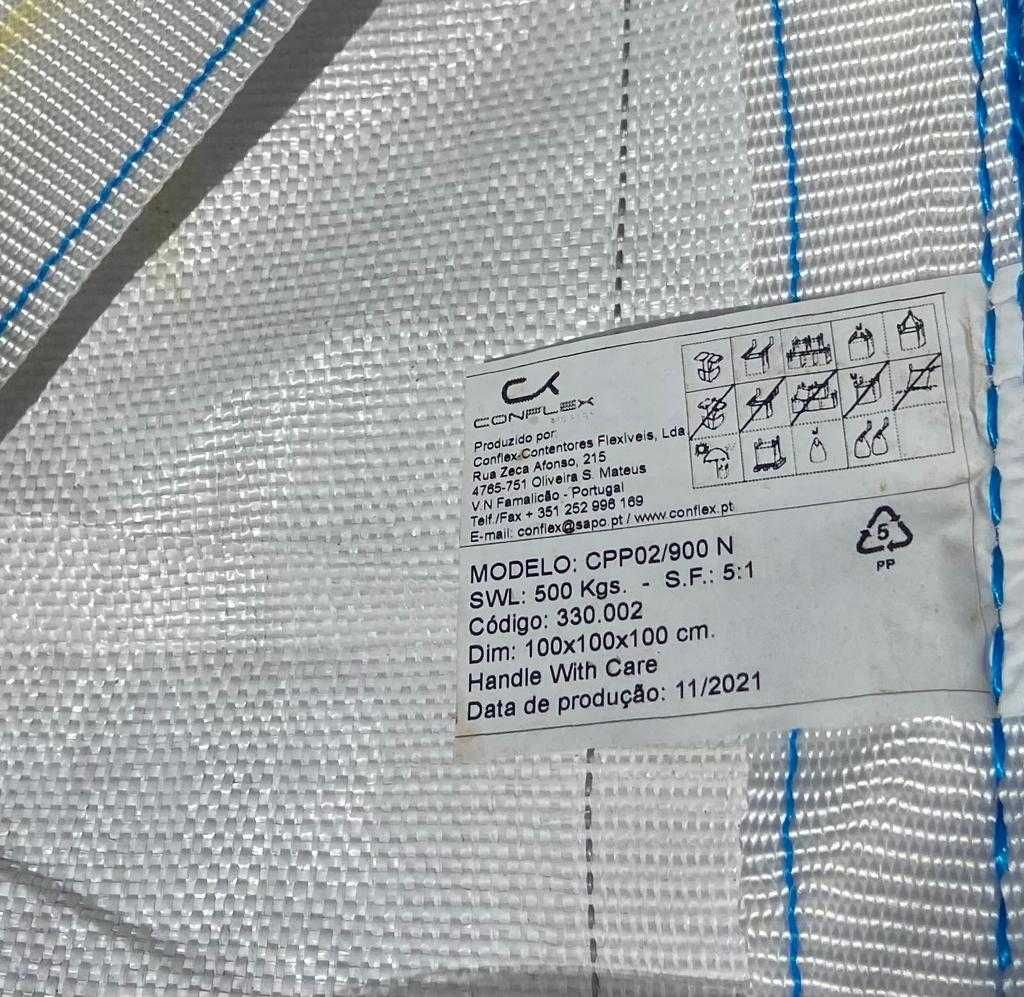 CONFLEX
Produzido por:
Conflex-Contentores Flexíveis, Lda
Rua Zeca Afonso, 215
4765-751 Oliveira S. Mateus
V.N Famalicão - Portugal
Telf./Fax + 351 252 996 169
E-mail: conflex@sapo.pt / www.conflex.pt
MODELO: CPP02/900 N
SWL: 500 Kgs. - S.F.: 5:1
Código: 330.002
Dim: 100x100x100 cm.
Handle With Care
Data de produção: 11/2021
5
PP